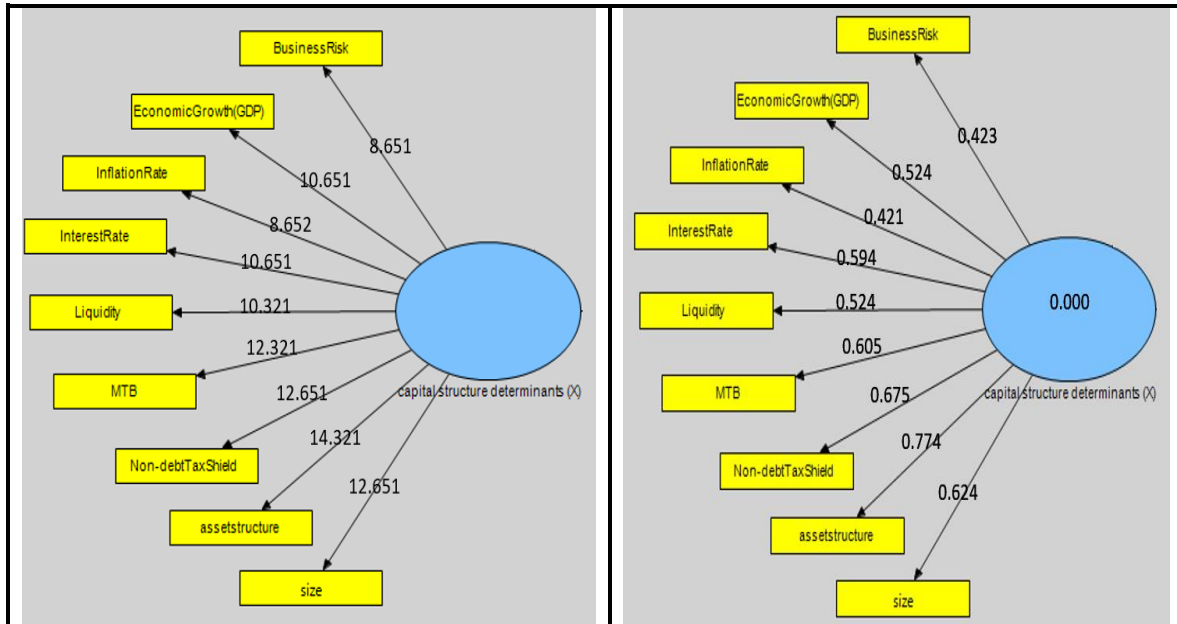 BusinessRisk
8.651
EconomicGrowth(GDP)
10.651
InflationRate
8.652
InterestRate
10.651
Liquidity
10.321
MTB
12.321
Non-debtTaxShield
12.651
assetstructure
14.321
size
12.651
capital structure determinants (X)
BusinessRisk
0.423
EconomicGrowth(GDP)
0.524
InflationRate
0.421
InterestRate
0.594
Liquidity
0.524
MTB
0.605
Non-debtTaxShield
0.675
assetstructure
0.774
size
0.624
0.000
capital structure determinants (X)